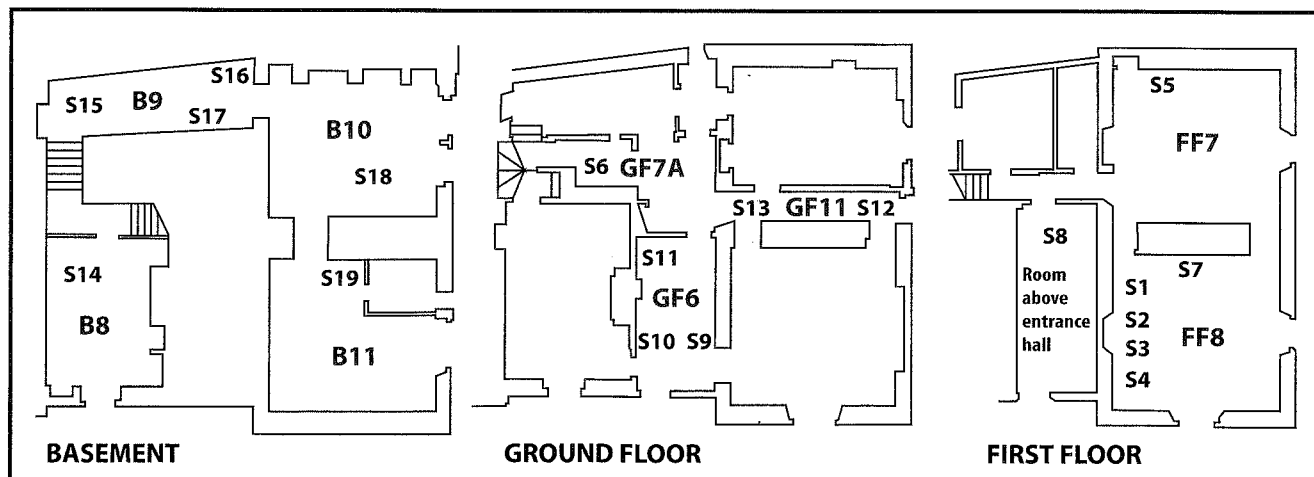 S16
S15 B9
S17
B10
S18
S14
S19
B8
B11
BASEMENT
S6 GF7A
S13 GF11 S12
S11
GF6
S10 S9
GROUND FLOOR
S5
FF7
S8
S7
Room
above
entrance
hall
S1
S2
S3
S4
FF8
FIRST FLOOR